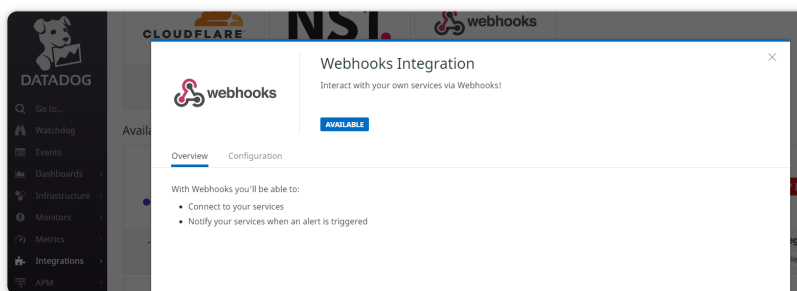 CLOUDFLARE
webhooks
DATADOG
Go to...
Watchdog
Events
Dashboards
Infrastructure
Monitors
Metrics
Integrations
APM
Availa
webhooks
Webhooks Integration
Interact with your own services via Webhooks!
AVAILABLE
Overview Configuration
With Webhooks you'll be able to:
• Connect to your services
• Notify your services when an alert is triggered